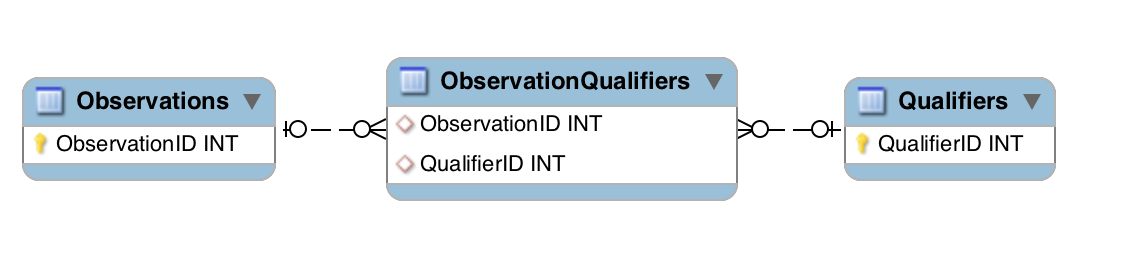 Observations
ObservationID INT
ObservationQualifiers
ObservationID INT
QualifierID INT
Qualifiers
QualifierID INT